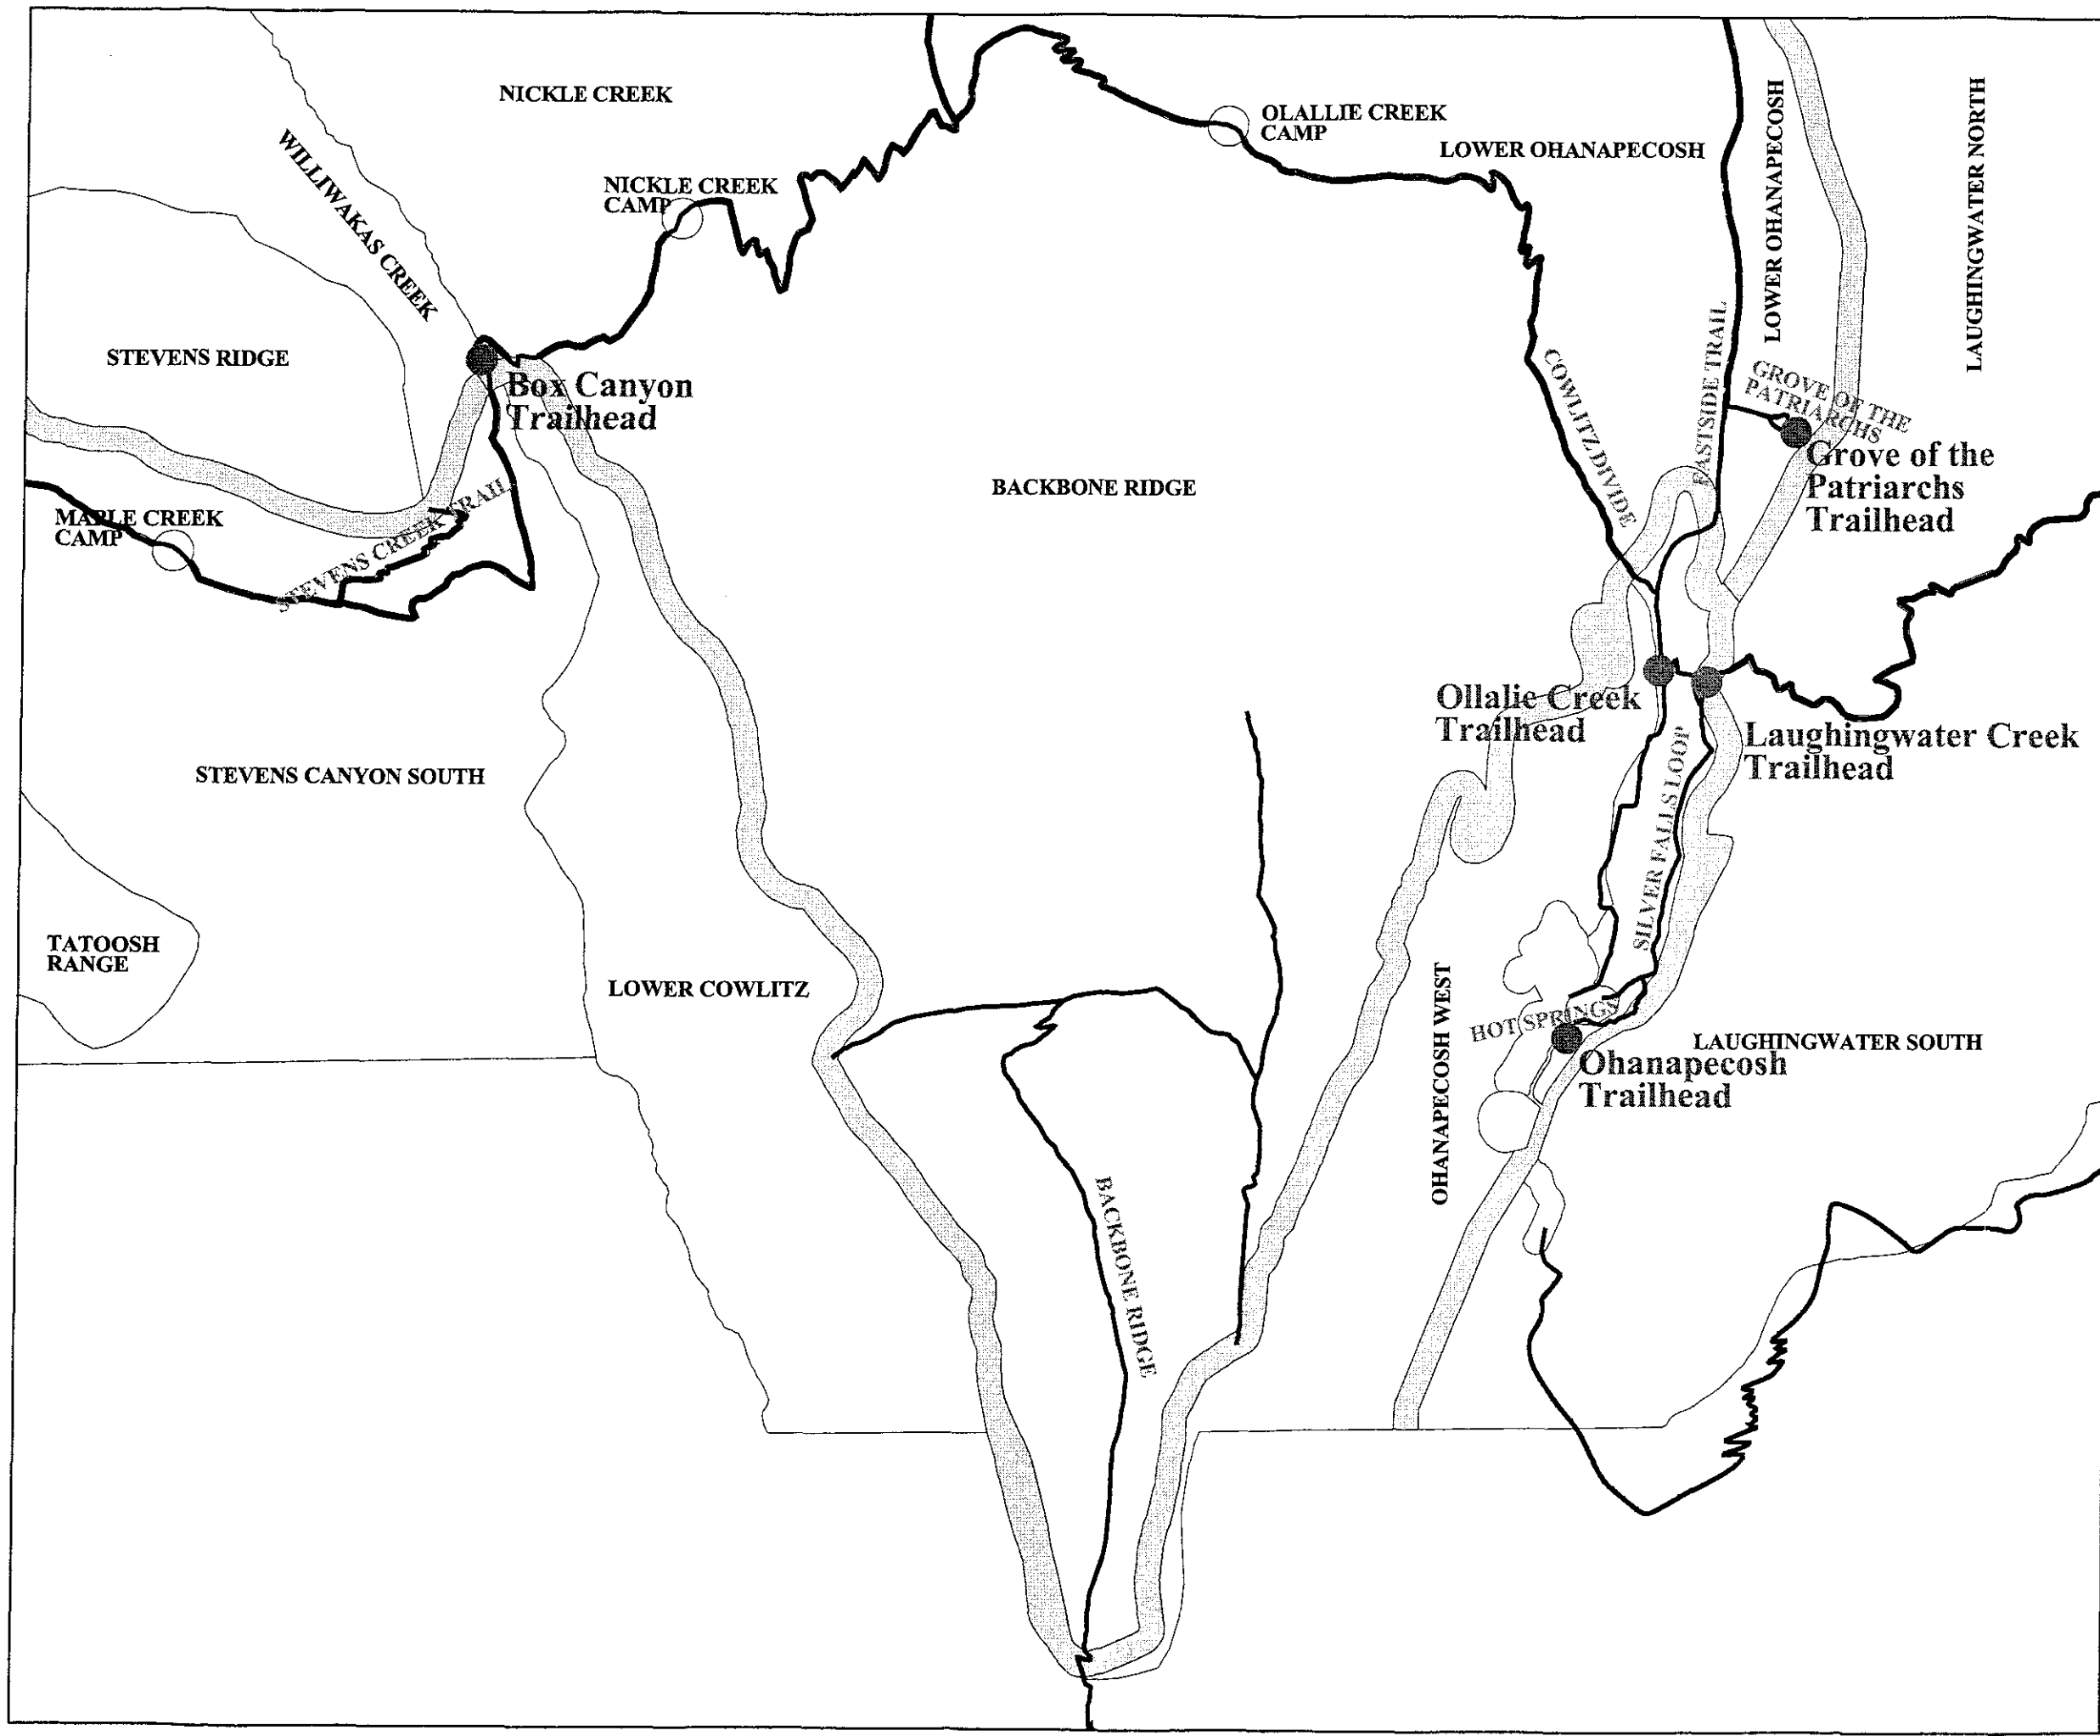 NICKLE CREEK
WILLIWAKAS CREEK
OLALLIE CREEK
CAMP
LOWER OHANAPECOSH
LOWER OHANAPECOSH
LAUGHINGWATER NORTH
NICKLE CREEK
CAMP
STEVENS RIDGE
Box Canyon
Trailhead
COWLITZ DIVIDE
EASTSIDE TRAIL
GROVE OF THE
PATRIARCHS
Grove of the
Patriarchs
Trailhead
BACKBONE RIDGE
MAPLE CREEK
CAMP
STEVENS CREEK TRAIL
Ollalie Creek
Trailhead
Laughingwater Creek
Trailhead
STEVENS CANYON SOUTH
SILVER FALLS LOOP
TATOOSH
RANGE
LOWER COWLITZ
OHANAPECOSH WEST
HOT SPRINGS
LAUGHINGWATER SOUTH
Ohanapecosh
Trailhead
BACKBONE RIDGE